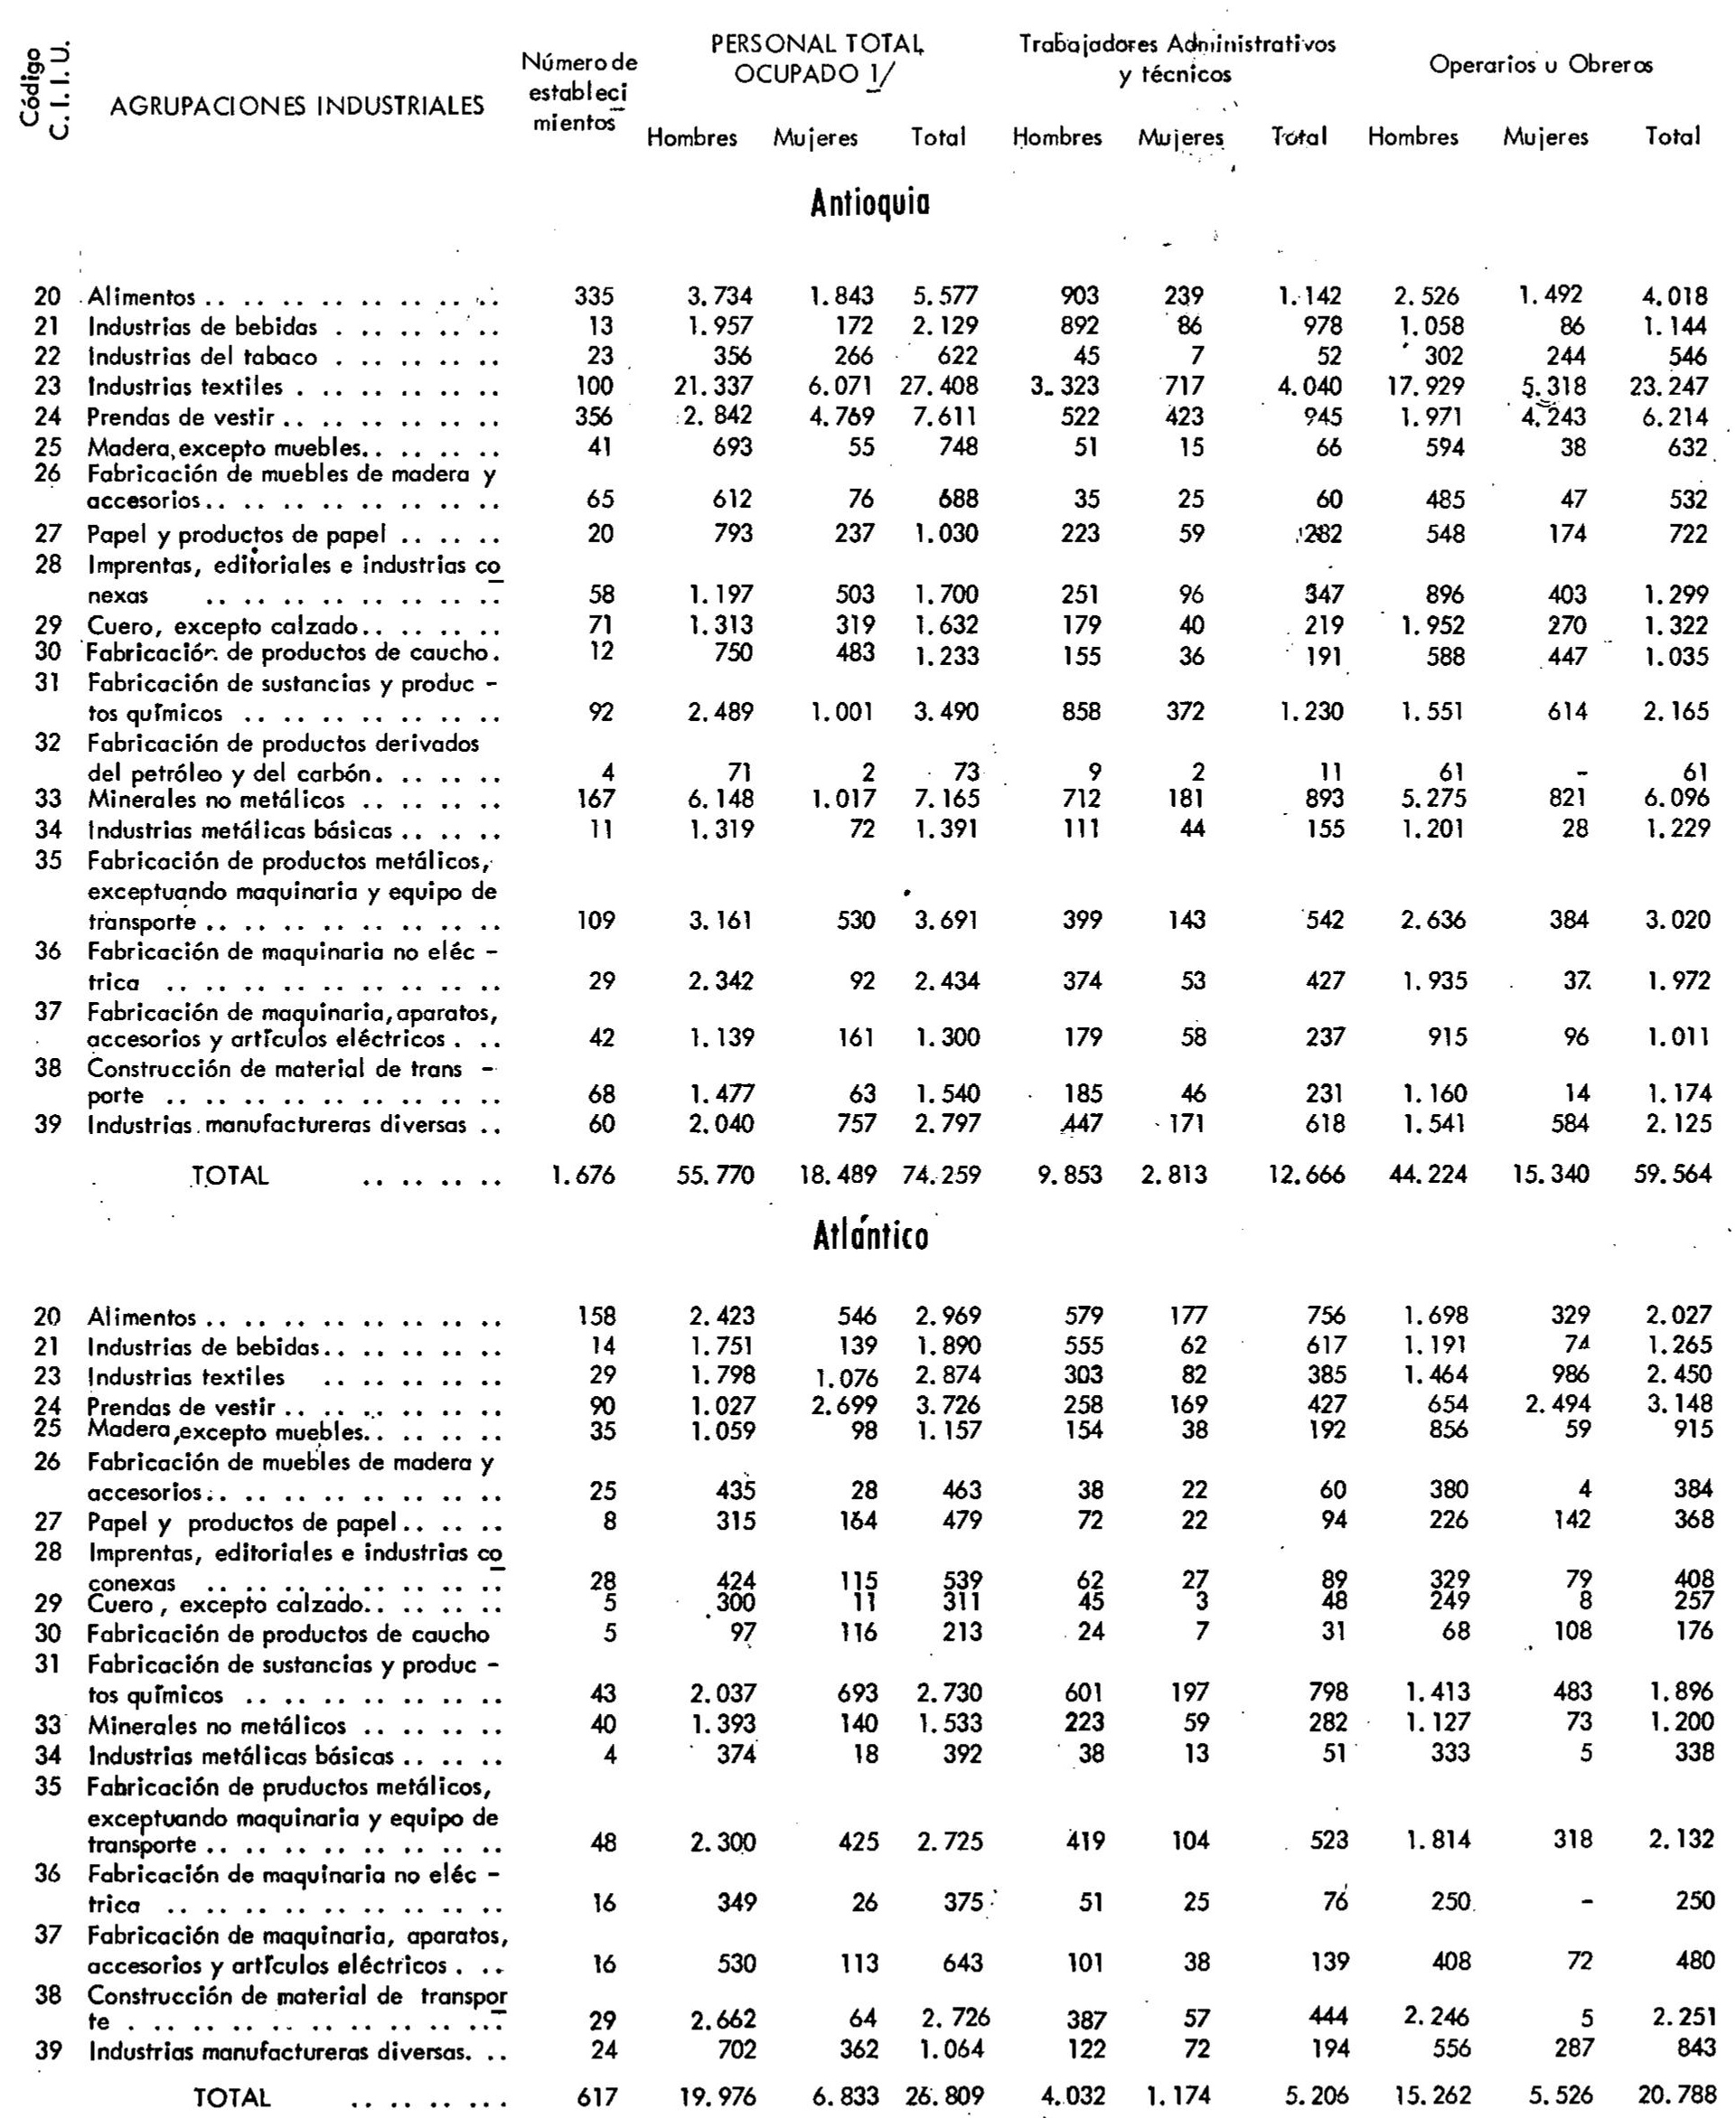 Código C.I.I.U. AGRUPACIONES INDUSTRIALES Número de estableci mientos PERSONAL TOTAL OCUPADO 1/ Trabajadores Administrativos y técnicos Operarios u Obreros
Hombres Mujeres Total Hombres Mujeres Total Hombres Mujeres Total
Antioquia
20 Alimentos .. .. .. .. .. .. .. .. 335 3.734 1.843 5.577 903 239 1.142 2.526 1.492 4.018
21 Industrias de bebidas . .. .. .. .. 13 1.957 172 2.129 892 86 978 1.058 86 1.144
22 Industrias del tabaco . .. .. .. .. 23 356 266 622 45 7 52 302 244 546
23 Industrias textiles . .. .. .. .. .. 100 21.337 6.071 27.408 3.323 717 4.040 17.929 5.318 23.247
24 Prendas de vestir .. .. .. .. .. .. 356 2.842 4.769 7.611 522 423 945 1.971 4.243 6.214
25 Madera, excepto muebles.. .. .. .. 41 693 55 748 51 15 66 594 38 632
26 Fabricación de muebles de madera y
accesorios .. .. .. .. .. .. .. .. 65 612 76 688 35 25 60 485 47 532
27 Papel y productos de papel .. .. .. 20 793 237 1.030 223 59 282 548 174 722
28 Imprentas, editoriales e industrias co
nexas .. .. .. .. .. .. .. .. 58 1.197 503 1.700 251 96 347 896 403 1.299
29 Cuero, excepto calzado.. .. .. .. 71 1.313 319 1.632 179 40 219 1.952 270 1.322
30 Fabricación de productos de caucho. 12 750 483 1.233 155 36 191 588 447 1.035
31 Fabricación de sustancias y produc -
tos químicos .. .. .. .. .. .. .. 92 2.489 1.001 3.490 858 372 1.230 1.551 614 2.165
32 Fabricación de productos derivados
del petróleo y del carbón. .. .. .. 4 71 2 73 9 2 11 61 - 61
33 Minerales no metálicos .. .. .. .. 167 6.148 1.017 7.165 712 181 893 5.275 821 6.096
34 Industrias metálicas básicas .. .. .. 11 1.319 72 1.391 111 44 155 1.201 28 1.229
35 Fabricación de productos metálicos,
exceptuando maquinaria y equipo de
transporte .. .. .. .. .. .. .. .. 109 3.161 530 3.691 399 143 542 2.636 384 3.020
36 Fabricación de maquinaria no eléc -
trica .. .. .. .. .. .. .. .. .. 29 2.342 92 2.434 374 53 427 1.935 37 1.972
37 Fabricación de maquinaria, aparatos,
accesorios y artículos eléctricos . .. 42 1.139 161 1.300 179 58 237 915 96 1.011
38 Construcción de material de trans -
porte .. .. .. .. .. .. .. .. .. 68 1.477 63 1.540 185 46 231 1.160 14 1.174
39 Industrias manufactureras diversas .. 60 2.040 757 2.797 447 171 618 1.541 584 2.125
TOTAL .. .. .. .. 1.676 55.770 18.489 74.259 9.853 2.813 12.666 44.224 15.340 59.564
Atlántico
20 Alimentos .. .. .. .. .. .. .. .. 158 2.423 546 2.969 579 177 756 1.698 329 2.027
21 Industrias de bebidas.. .. .. .. .. 14 1.751 139 1.890 555 62 617 1.191 74 1.265
23 Industrias textiles .. .. .. .. .. 29 1.798 1.076 2.874 303 82 385 1.464 986 2.450
24 Prendas de vestir .. .. .. .. .. .. 90 1.027 2.699 3.726 258 169 427 654 2.494 3.148
25 Madera, excepto muebles.. .. .. .. 35 1.059 98 1.157 154 38 192 856 59 915
26 Fabricación de muebles de madera y
accesorios .. .. .. .. .. .. .. .. 25 435 28 463 38 22 60 380 4 384
27 Papel y productos de papel .. .. .. 8 315 164 479 72 22 94 226 142 368
28 Imprentas, editoriales e industrias co
conexas .. .. .. .. .. .. .. .. 28 424 115 539 62 27 89 329 79 408
29 Cuero, excepto calzado.. .. .. .. 5 300 11 311 45 3 48 249 8 257
30 Fabricación de productos de caucho 5 97 116 213 24 7 31 68 108 176
31 Fabricación de sustancias y produc -
tos químicos .. .. .. .. .. .. .. 43 2.037 693 2.730 601 197 798 1.413 483 1.896
33 Minerales no metálicos .. .. .. .. 40 1.393 140 1.533 223 59 282 1.127 73 1.200
34 Industrias metálicas básicas .. .. .. 4 374 18 392 38 13 51 333 5 338
35 Fabricación de pruductos metálicos,
exceptuando maquinaria y equipo de
transporte .. .. .. .. .. .. .. .. 48 2.300 425 2.725 419 104 523 1.814 318 2.132
36 Fabricación de maquinaria no eléc -
trica .. .. .. .. .. .. .. .. .. 16 349 26 375 51 25 76 250 - 250
37 Fabricación de maquinaria, aparatos,
accesorios y artículos eléctricos . .. 16 530 113 643 101 38 139 408 72 480
38 Construcción de material de transpor
te . .. .. .. .. .. .. .. .. .. 29 2.662 64 2.726 387 57 444 2.246 5 2.251
39 Industrias manufactureras diversas. .. 24 702 362 1.064 122 72 194 556 287 843
TOTAL .. .. .. .. 617 19.976 6.833 26.809 4.032 1.174 5.206 15.262 5.526 20.788